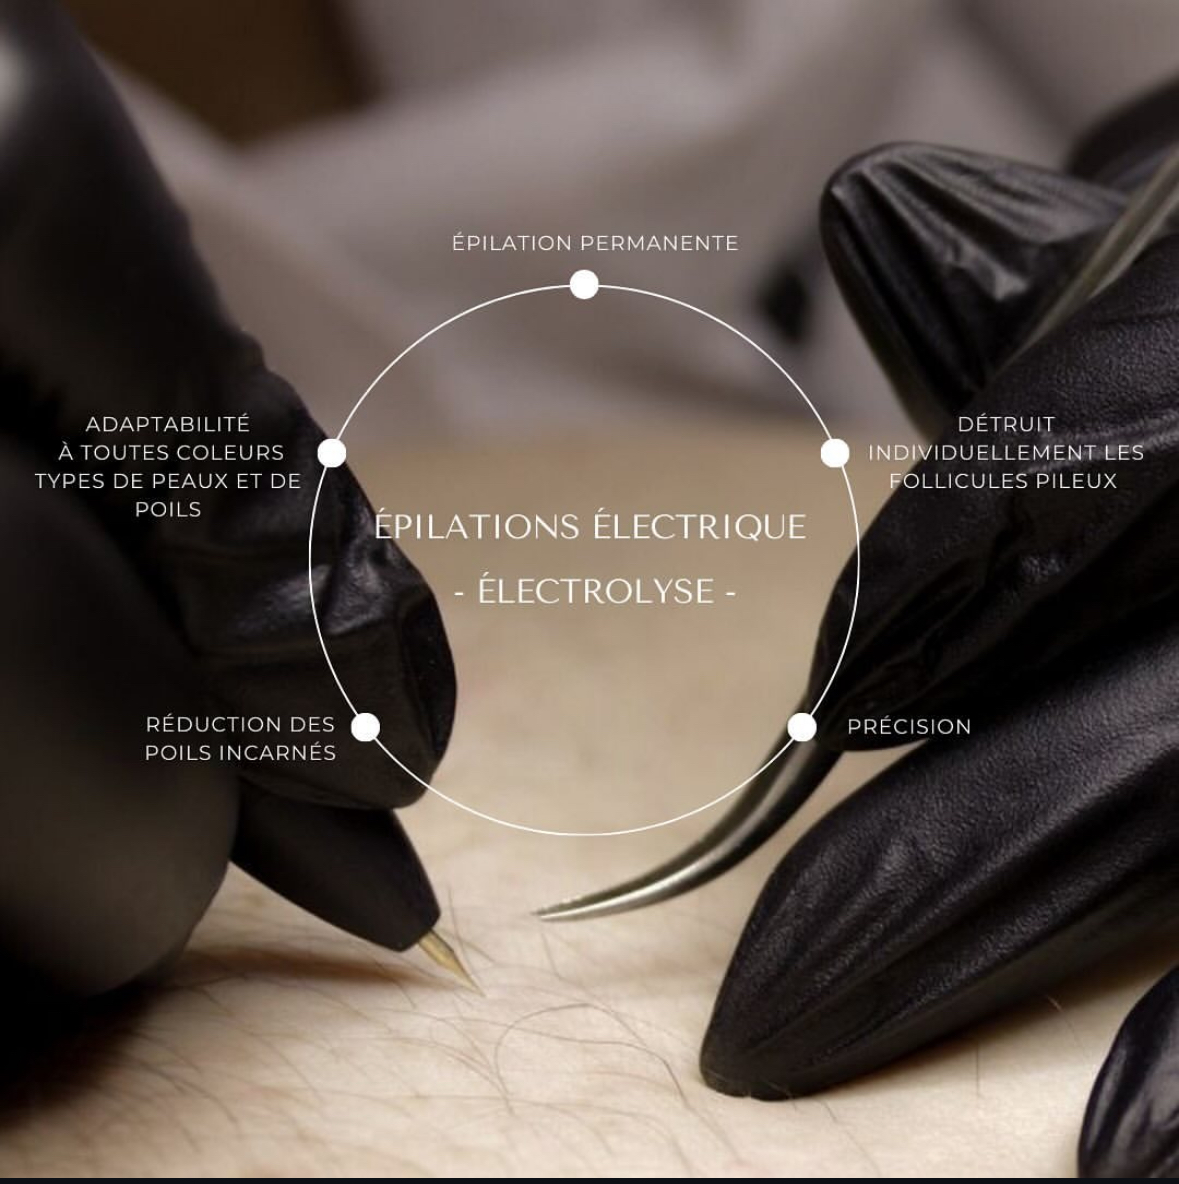 ÉPILATION PERMANENTE
ADAPTABILITÉ
À TOUTES COLEURS
TYPES DE PEAUX ET DE
POILS
DÉTRUIT
INDIVIDUELLEMENT LES
FOLLICULES PILEUX
ÉPILATIONS ÉLECTRIQUE
- ÉLECTROLYSE -
RÉDUCTION DES
POILS INCARNÉS
PRÉCISION